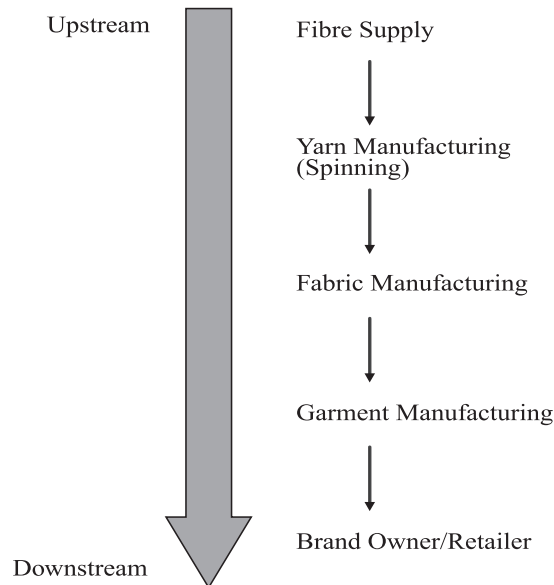 Upstream
Fibre Supply
Yarn Manufacturing
(Spinning)
Fabric Manufacturing
Garment Manufacturing
Brand Owner/Retailer
Downstream